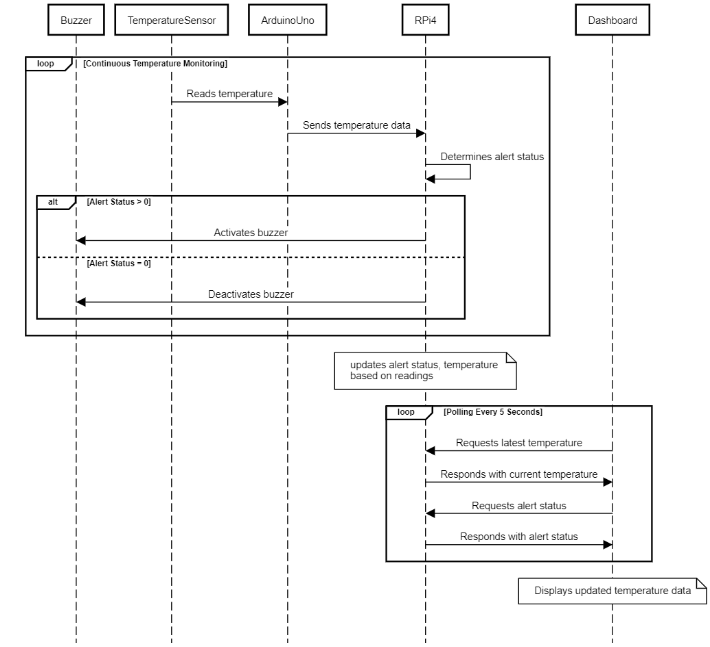 Buzzer
TemperatureSensor
ArduinoUno
RPi4
Dashboard
loop
[Continuous Temperature Monitoring]
Reads temperature
Sends temperature data
Determines alert status
alt
[Alert Status > 0]
Activates buzzer
[Alert Status = 0]
Deactivates buzzer
updates alert status, temperature
based on readings
loop
[Polling Every 5 Seconds]
Requests latest temperature
Responds with current temperature
Requests alert status
Responds with alert status
Displays updated temperature data